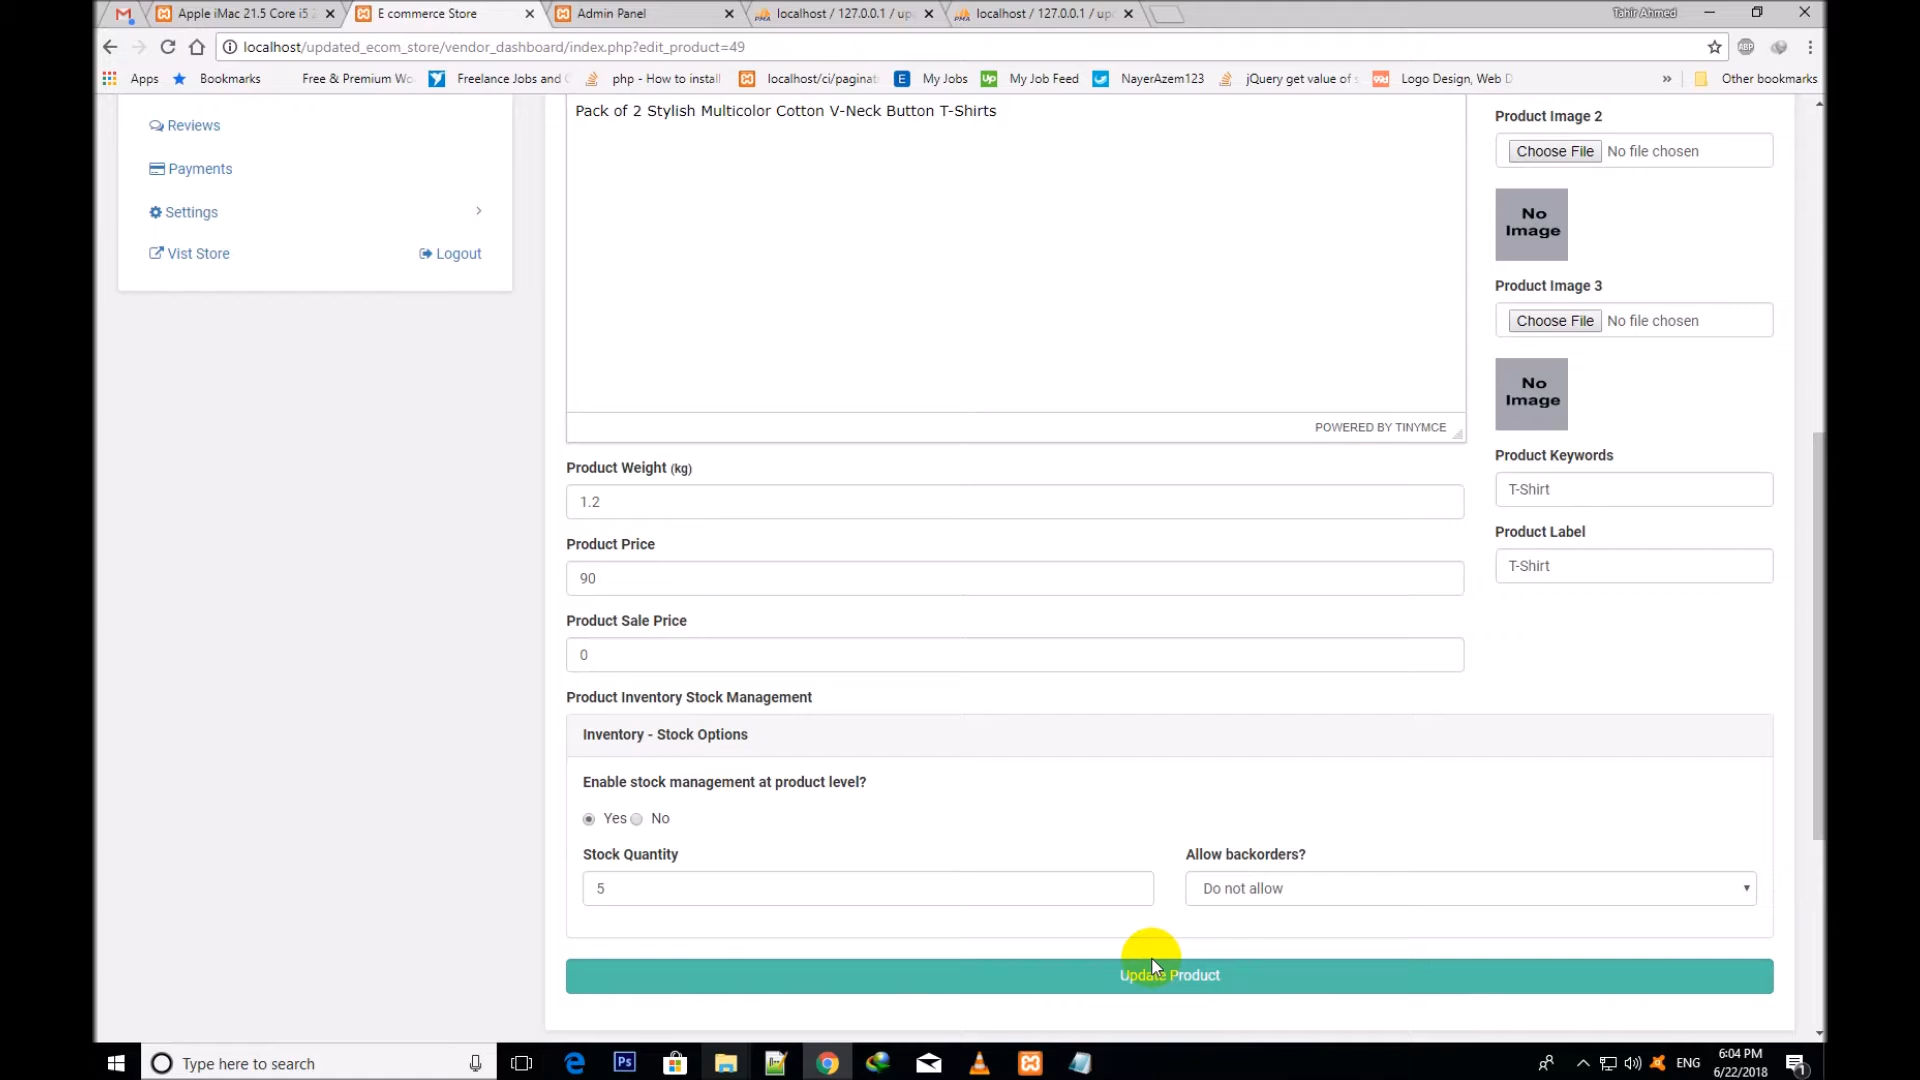 Apple iMac 21.5 Core i5 2
E commerce Store
Admin Panel
localhost / 127.0.0.1 / up
localhost / 127.0.0.1 / up
Tahir Ahmed
localhost/updated_ecom_store/vendor_dashboard/index.php?edit_product=49
ABP
Apps
Bookmarks
Free & Premium Wo
Freelance Jobs and
php - How to install
localhost/ci/paginat
My Jobs
Up
My Job Feed
NayerAzem123
jQuery get value of
Logo Design, Web D
»
Other bookmarks
Reviews
Payments
Settings
Vist Store
Logout
Pack of 2 Stylish Multicolor Cotton V-Neck Button T-Shirts
POWERED BY TINYMCE
Product Weight (kg)
1.2
Product Price
90
Product Sale Price
0
Product Image 2
Choose File No file chosen
No
Image
Product Image 3
Choose File No file chosen
No
Image
Product Keywords
T-Shirt
Product Label
T-Shirt
Product Inventory Stock Management
Inventory - Stock Options
Enable stock management at product level?
Yes No
Stock Quantity
5
Allow backorders?
Do not allow
Update Product
Type here to search
Ps
ENG
6:04 PM
6/22/2018
1